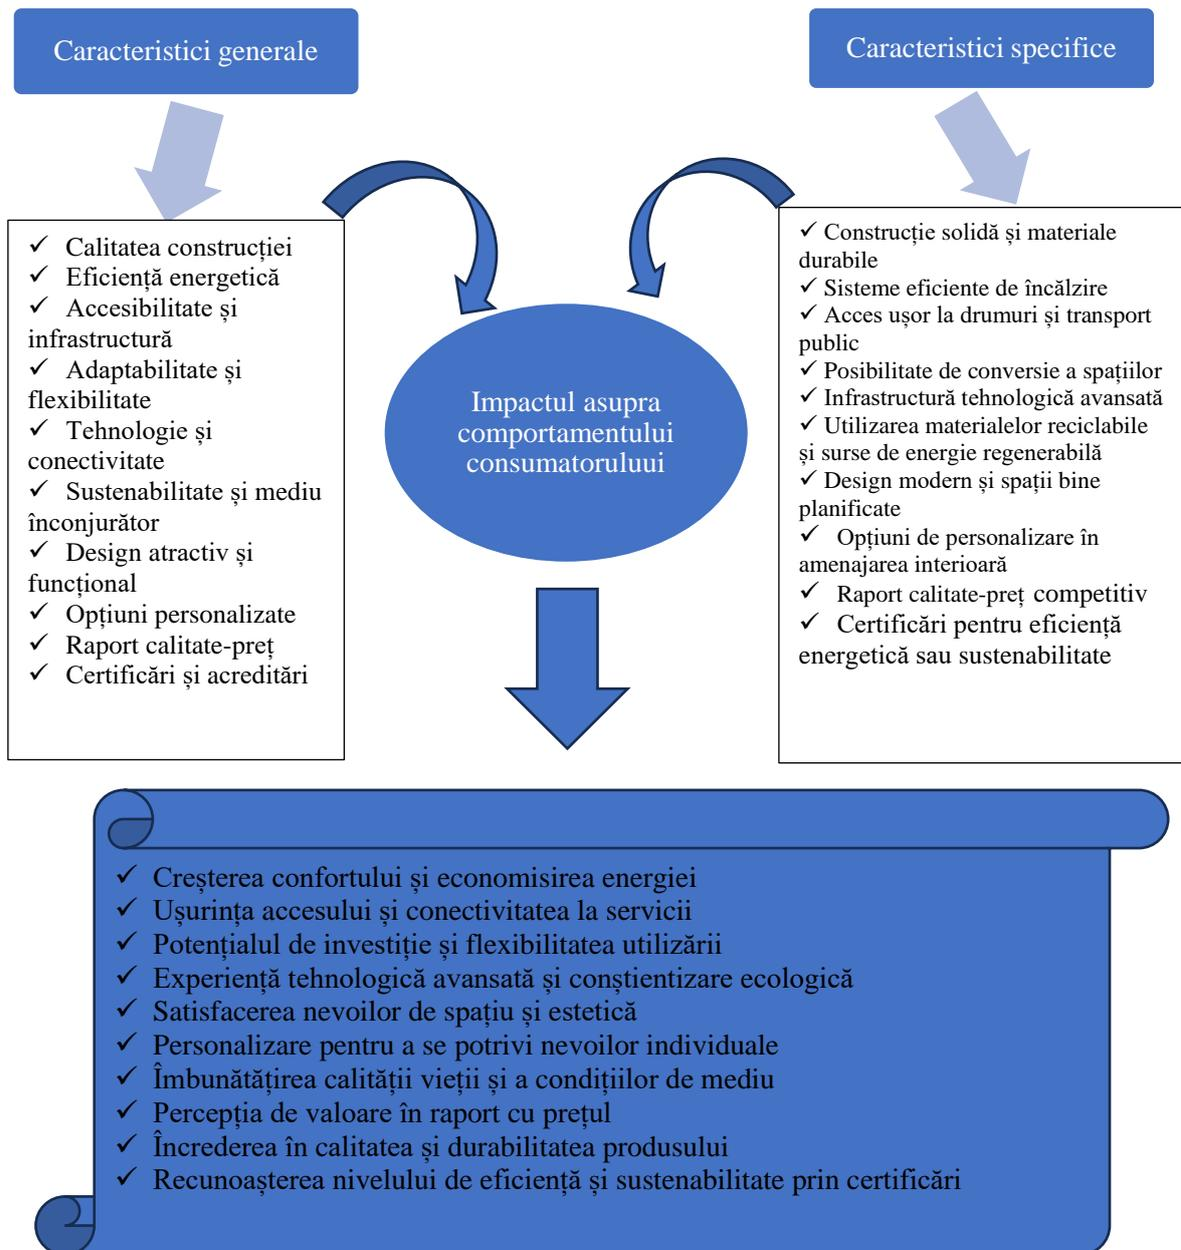 Caracteristici generale
Caracteristici specifice
✓ Calitatea construcției
✓ Eficiență energetică
✓ Accesibilitate și
infrastructură
✓ Adaptabilitate și
flexibilitate
✓ Tehnologie și
conectivitate
✓ Sustenabilitate și mediu
înconjurător
✓ Design atractiv și
funcțional
✓ Opțiuni personalizate
✓ Raport calitate-preț
✓ Certificări și acreditări
Impactul asupra
comportamentului
consumatoruluui
✓ Construcție solidă și materiale
durabile
✓ Sisteme eficiente de încălzire
✓ Acces ușor la drumuri și transport
public
✓ Posibilitate de conversie a spațiilor
✓ Infrastructură tehnologică avansată
✓ Utilizarea materialelor reciclabile
și surse de energie regenerabilă
✓ Design modern și spații bine
planificate
✓ Opțiuni de personalizare în
amenajarea interioară
✓ Raport calitate-preț competitiv
✓ Certificări pentru eficiență
energetică sau sustenabilitate
✓ Creșterea confortului și economisirea energiei
✓ Ușurința accesului și conectivitatea la servicii
✓ Potențialul de investiție și flexibilitatea utilizării
✓ Experiență tehnologică avansată și conștientizare ecologică
✓ Satisfacerea nevoilor de spațiu și estetică
✓ Personalizare pentru a se potrivi nevoilor individuale
✓ Îmbunătățirea calității vieții și a condițiilor de mediu
✓ Percepția de valoare în raport cu prețul
✓ Încrederea în calitatea și durabilitatea produsului
✓ Recunoașterea nivelului de eficiență și sustenabilitate prin certificări